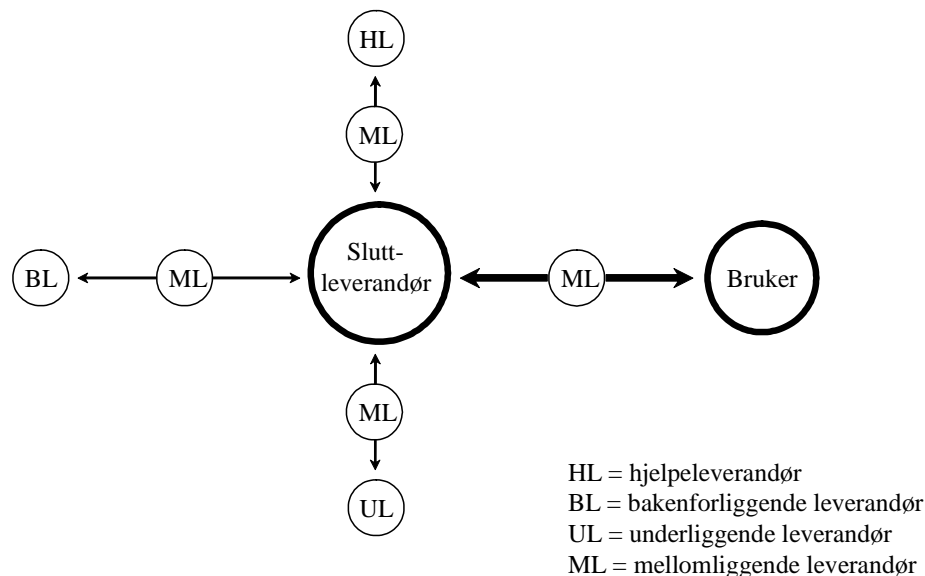 HL
ML
Slutt-
leverandør
BL
ML
ML
Bruker
ML
UL
HL = hjelpeleverandør
BL = bakenforliggende leverandør
UL = underliggende leverandør
ML = mellomliggende leverandør